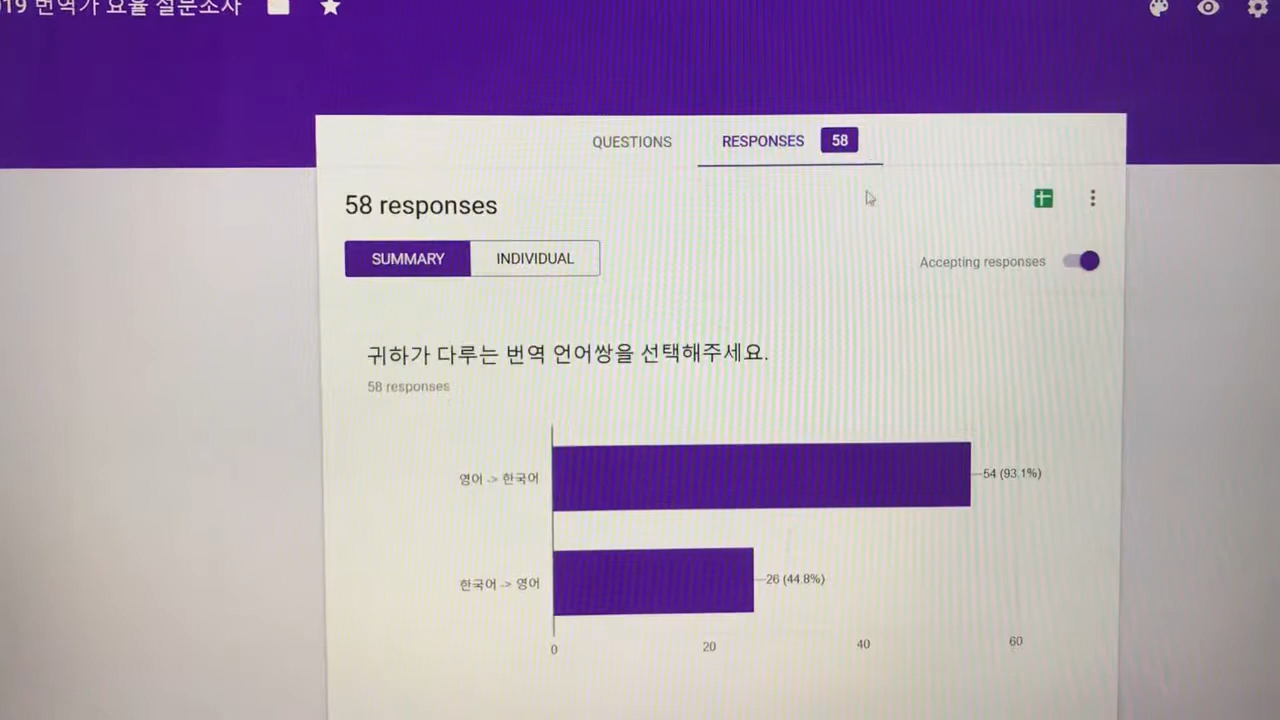 19 번역가 요율 설문조사
QUESTIONS
RESPONSES 58
58 responses
SUMMARY
INDIVIDUAL
Accepting responses
귀하가 다루는 번역 언어쌍을 선택해주세요.
58 responses
영어 -> 한국어
54 (93.1%)
한국어 -> 영어
26 (44.8%)
0 20 40 60